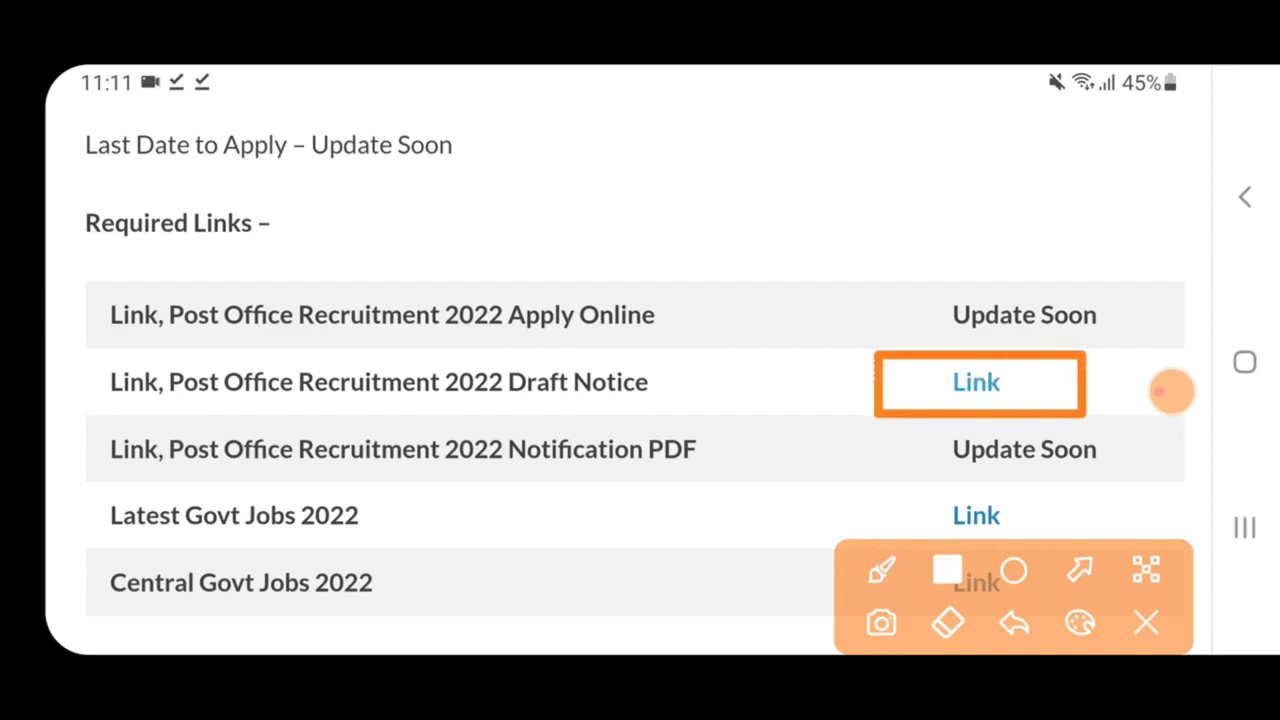 11:11
45%
Last Date to Apply – Update Soon
Required Links –
Link, Post Office Recruitment 2022 Apply Online Update Soon
Link, Post Office Recruitment 2022 Draft Notice Link
Link, Post Office Recruitment 2022 Notification PDF Update Soon
Latest Govt Jobs 2022 Link
Central Govt Jobs 2022 Link